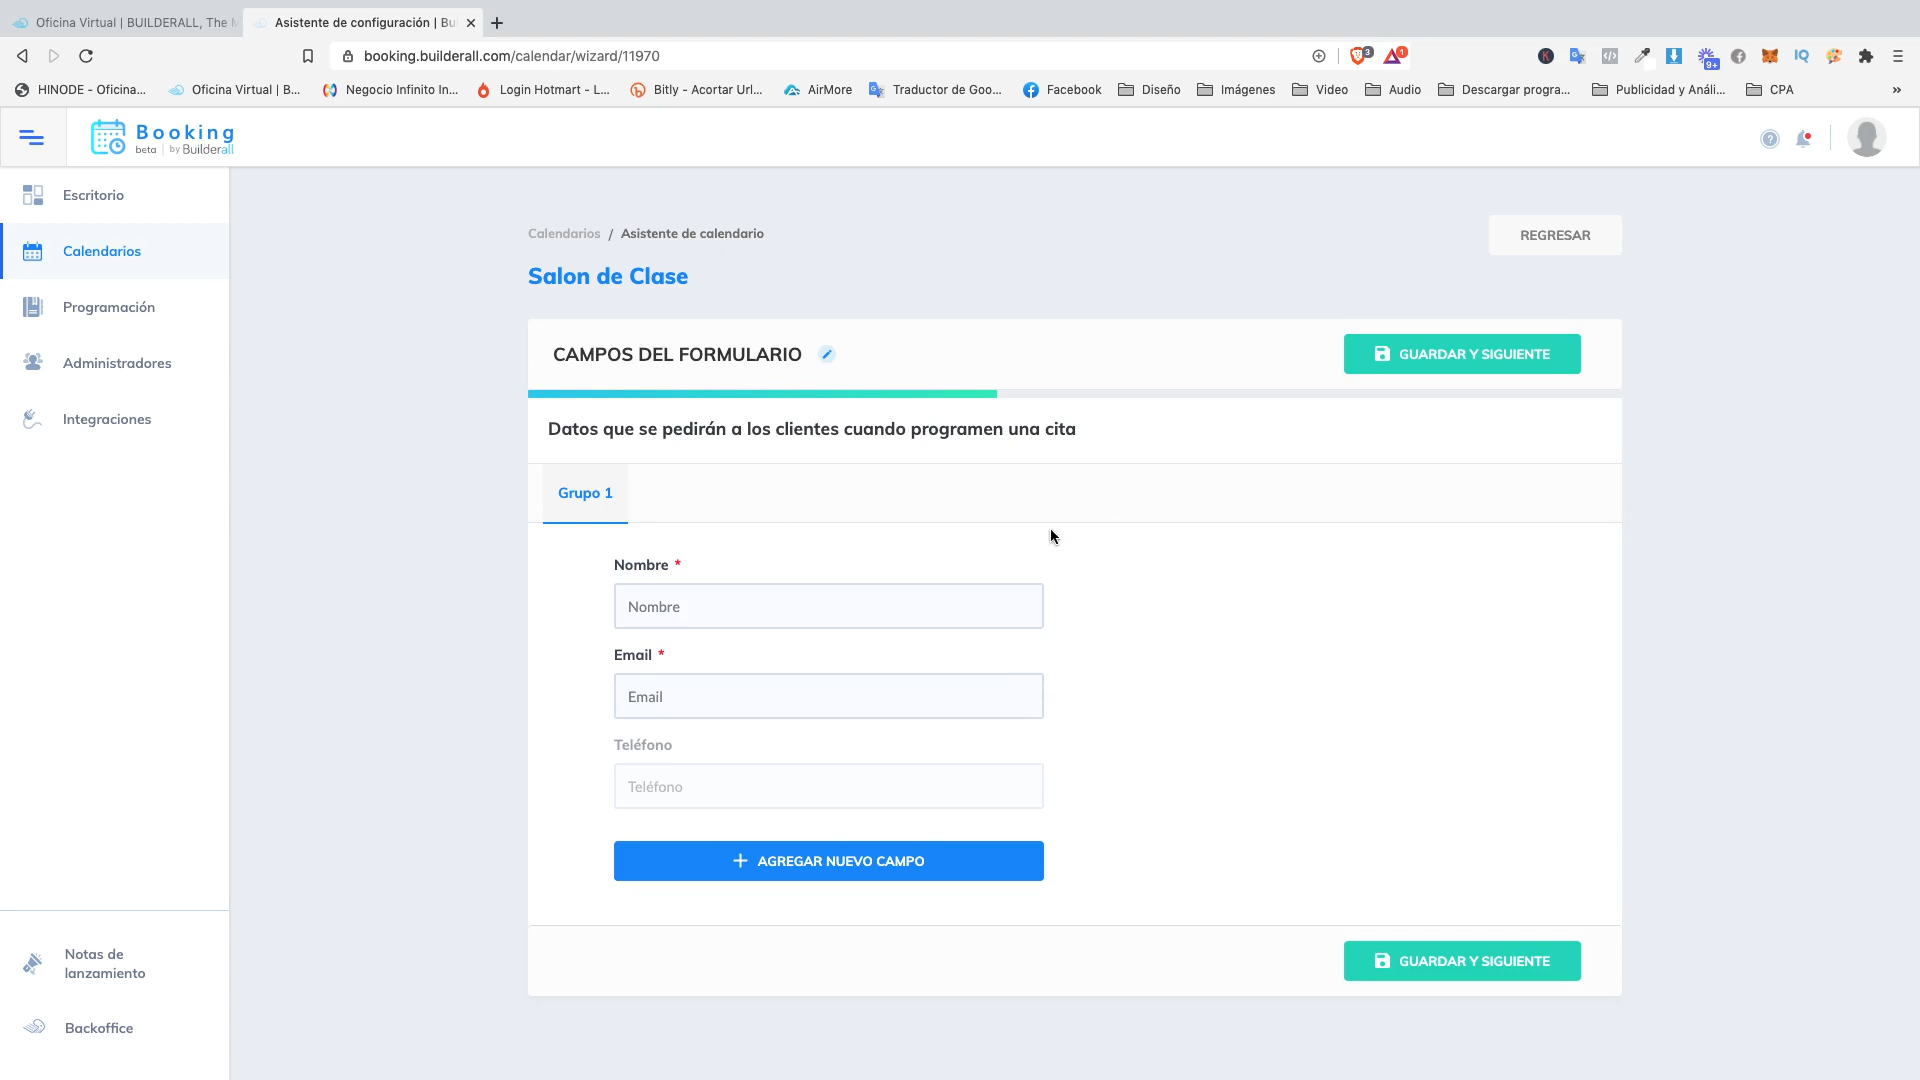 Oficina Virtual | BUILDERALL, The M
Asistente de configuración | Bu
booking.builderall.com/calendar/wizard/11970
3
1
K
9+
IQ
HINODE - Oficina...
Oficina Virtual | B...
Negocio Infinito In...
Login Hotmart - L...
Bitly - Acortar Url...
AirMore
Traductor de Goo...
Facebook
Diseño
Imágenes
Video
Audio
Descargar progra...
Publicidad y Análi...
CPA
»
Booking
beta | by Builderall
Escritorio
Calendarios
Programación
Administradores
Integraciones
Notas de
lanzamiento
Backoffice
Calendarios / Asistente de calendario
REGRESAR
Salon de Clase
CAMPOS DEL FORMULARIO
GUARDAR Y SIGUIENTE
Datos que se pedirán a los clientes cuando programen una cita
Grupo 1
Nombre *
Nombre
Email *
Email
Teléfono
Teléfono
+ AGREGAR NUEVO CAMPO
GUARDAR Y SIGUIENTE